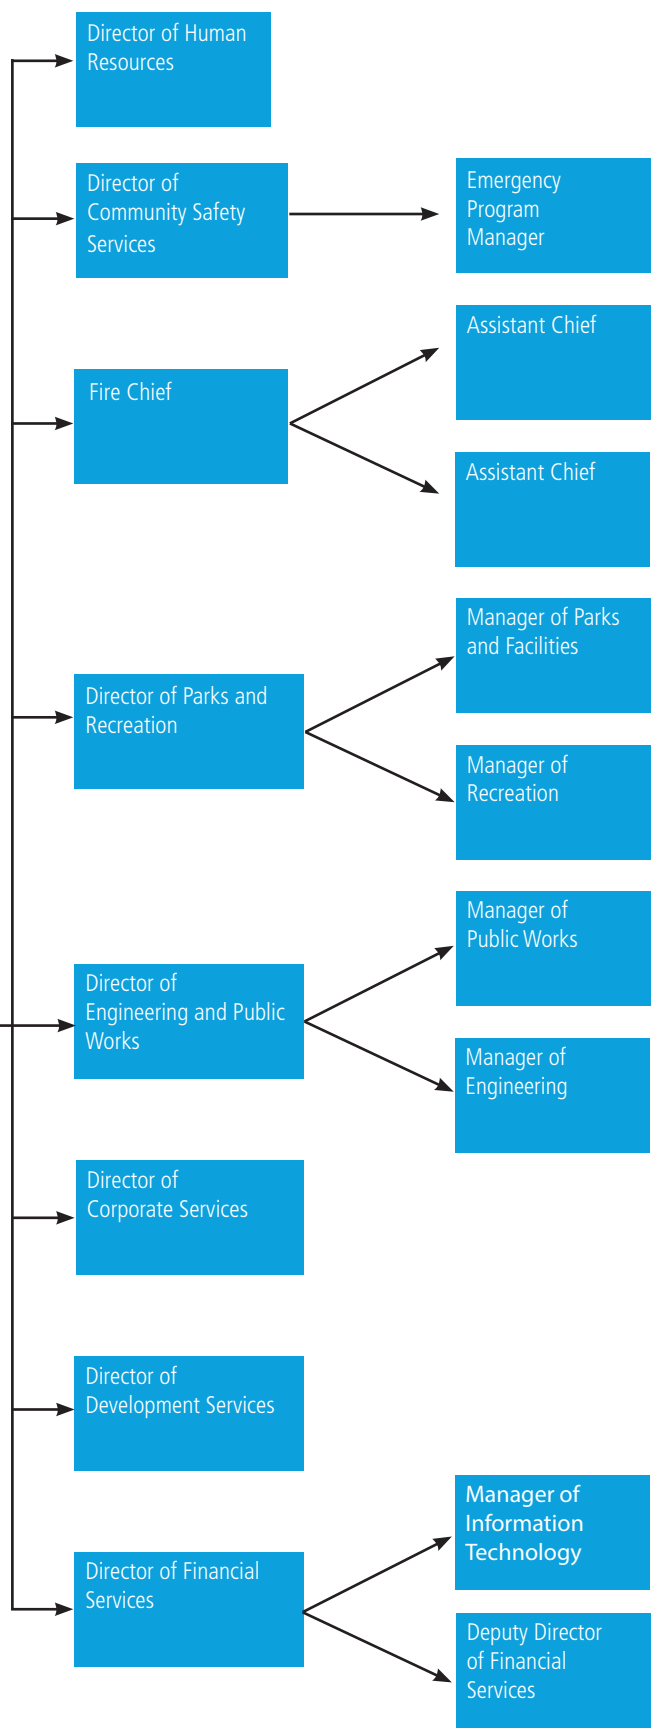 Director of Human
Resources
Director of
Community Safety
Services
Emergency
Program
Manager
Fire Chief
Assistant Chief
Assistant Chief
Director of Parks and
Recreation
Manager of Parks
and Facilities
Manager of
Recreation
Director of
Engineering and Public
Works
Manager of
Public Works
Manager of
Engineering
Director of
Corporate Services
Director of
Development Services
Director of Financial
Services
Manager of
Information
Technology
Deputy Director
of Financial
Services